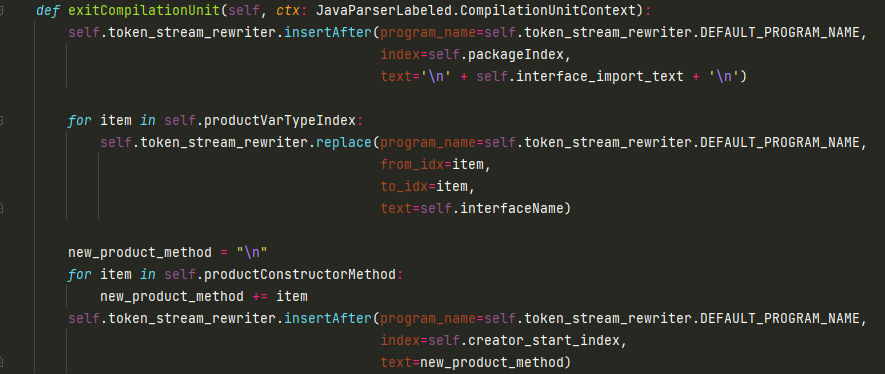 def exitCompilationUnit(self, ctx: JavaParserLabeled.CompilationUnitContext):
    self.token_stream_rewriter.insertAfter(program_name=self.token_stream_rewriter.DEFAULT_PROGRAM_NAME,
                                           index=self.packageIndex,
                                           text='\n' + self.interface_import_text + '\n')

    for item in self.productVarTypeIndex:
        self.token_stream_rewriter.replace(program_name=self.token_stream_rewriter.DEFAULT_PROGRAM_NAME,
                                           from_idx=item,
                                           to_idx=item,
                                           text=self.interfaceName)

    new_product_method = "\n"
    for item in self.productConstructorMethod:
        new_product_method += item
    self.token_stream_rewriter.insertAfter(program_name=self.token_stream_rewriter.DEFAULT_PROGRAM_NAME,
                                           index=self.creator_start_index,
                                           text=new_product_method)